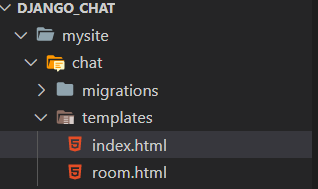 DJANGO_CHAT
mysite
chat
migrations
templates
index.html
room.html